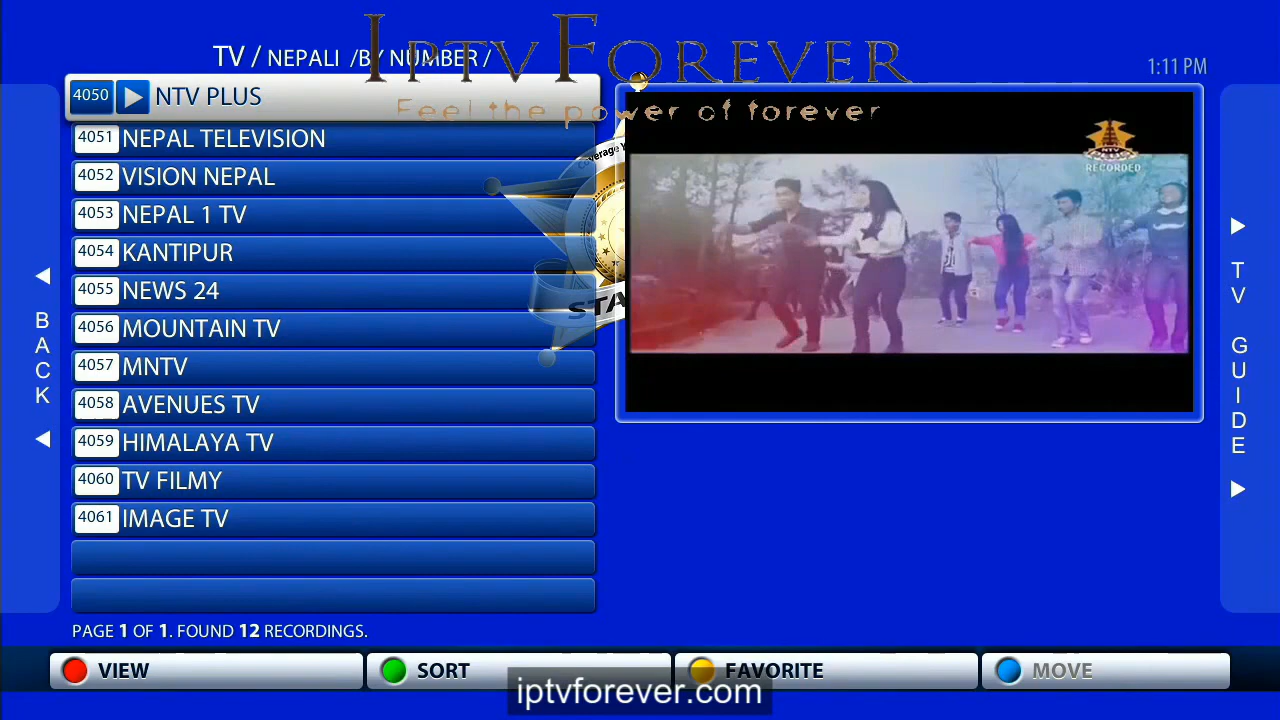 IPTVFOREVER
TV / NEPALI /BY NUMBER /
1:11 PM
Feel the power of forever
4050 NTV PLUS
4051 NEPAL TELEVISION
4052 VISION NEPAL
4053 NEPAL 1 TV
4054 KANTIPUR
4055 NEWS 24
4056 MOUNTAIN TV
4057 MNTV
4058 AVENUES TV
4059 HIMALAYA TV
4060 TV FILMY
4061 IMAGE TV
NTV
RECORDED
BACK
TV GUIDE
PAGE 1 OF 1. FOUND 12 RECORDINGS.
VIEW SORT FAVORITE MOVE
iptvforever.com